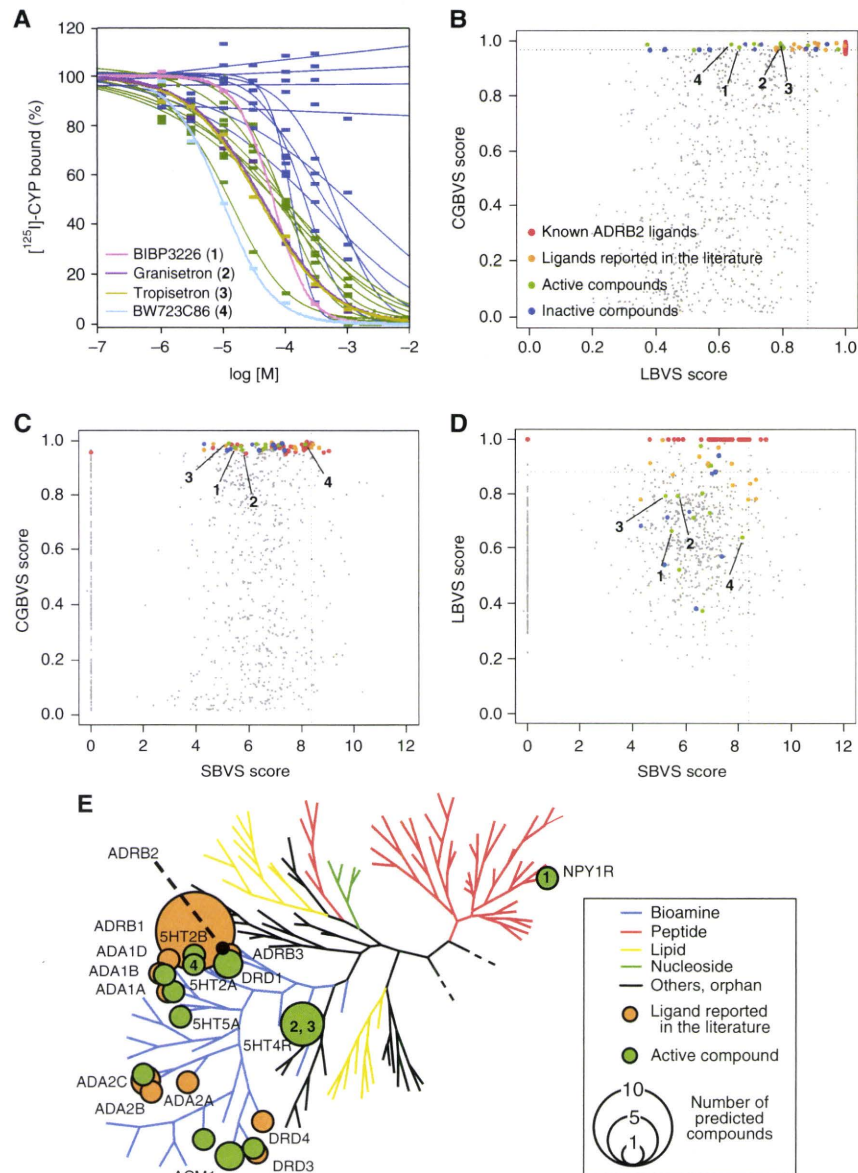 A
120
100
80
60
40
20
0
[125I]-CYP bound (%)
BIBP3226 (1)
Granisetron (2)
Tropisetron (3)
BW723C86 (4)
−7 −6 −5 −4 −3 −2
log [M]
B
1.0
0.8
0.6
0.4
0.2
0.0
CGBVS score
4
1
2
3
Known ADRB2 ligands
Ligands reported in the literature
Active compounds
Inactive compounds
0.0 0.2 0.4 0.6 0.8 1.0
LBVS score
C
1.0
0.8
0.6
0.4
0.2
0.0
CGBVS score
3
1
2
4
0 2 4 6 8 10 12
SBVS score
D
1.0
0.8
0.6
0.4
0.2
0.0
LBVS score
3
2
1
4
0 2 4 6 8 10 12
SBVS score
E
ADRB2
NPY1R
1
ADRB1
5HT2B
ADA1D
ADRB3
4
ADA1B
DRD1
5HT2A
ADA1A
5HT5A
2, 3
5HT4R
ADA2C
ADA2A
ADA2B
DRD4
DRD3
Bioamine
Peptide
Lipid
Nucleoside
Others, orphan
Ligand reported
in the literature
Active compound
10
5
1
Number of
predicted
compounds